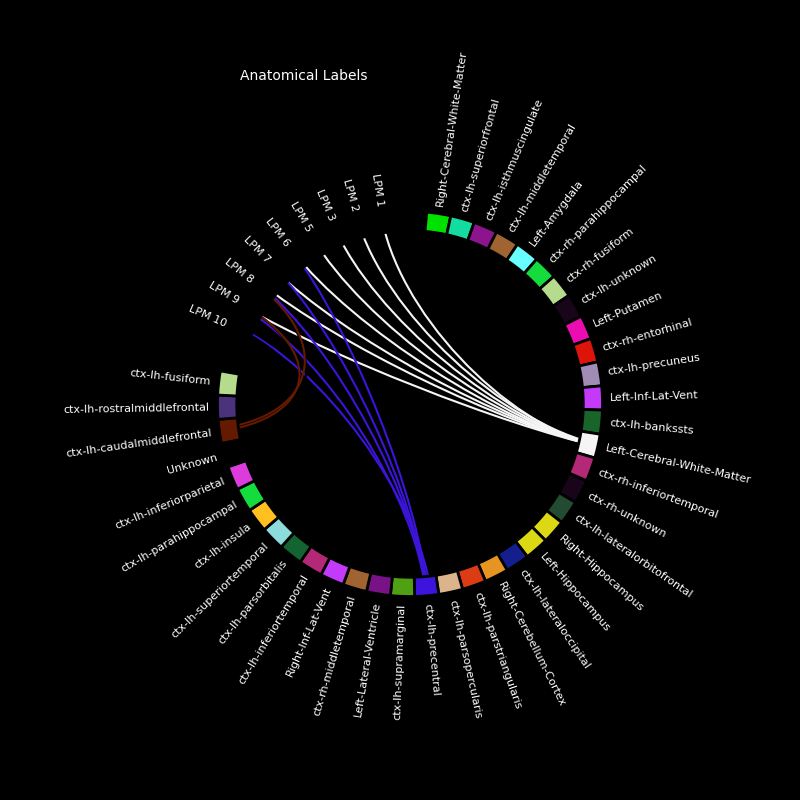 Anatomical Labels
LPM 1
LPM 2
LPM 3
LPM 5
LPM 6
LPM 7
LPM 8
LPM 9
LPM 10
Right-Cerebral-White-Matter
ctx-lh-superiorfrontal
ctx-lh-isthmuscingulate
ctx-lh-middletemporal
Left-Amygdala
ctx-rh-parahippocampal
ctx-rh-fusiform
ctx-lh-unknown
Left-Putamen
ctx-rh-entorhinal
ctx-lh-precuneus
Left-Inf-Lat-Vent
ctx-lh-bankssts
Left-Cerebral-White-Matter
ctx-rh-inferiortemporal
ctx-rh-unknown
ctx-lh-lateralorbitofrontal
Right-Hippocampus
Left-Hippocampus
ctx-lh-lateraloccipital
Right-Cerebellum-Cortex
ctx-lh-parstriangularis
ctx-lh-parsopercularis
ctx-lh-precentral
ctx-lh-supramarginal
Left-Lateral-Ventricle
ctx-rh-middletemporal
Right-Inf-Lat-Vent
ctx-lh-inferiortemporal
ctx-lh-parsorbitalis
ctx-lh-superiortemporal
ctx-lh-insula
ctx-lh-parahippocampal
ctx-lh-inferiorparietal
Unknown
ctx-lh-caudalmiddlefrontal
ctx-lh-rostralmiddlefrontal
ctx-lh-fusiform